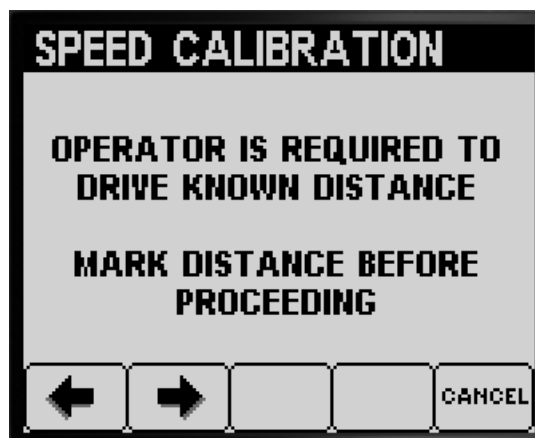 SPEED CALIBRATION
OPERATOR IS REQUIRED TO
DRIVE KNOWN DISTANCE
MARK DISTANCE BEFORE
PROCEEDING
CANCEL